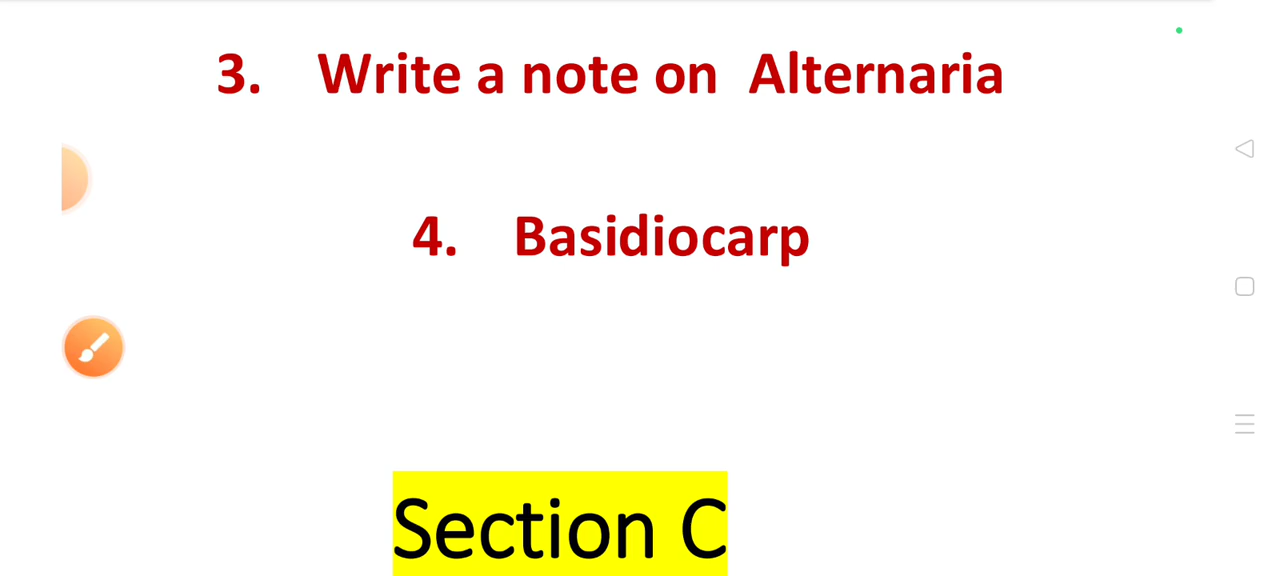 3. Write a note on Alternaria
4. Basidiocarp
Section C